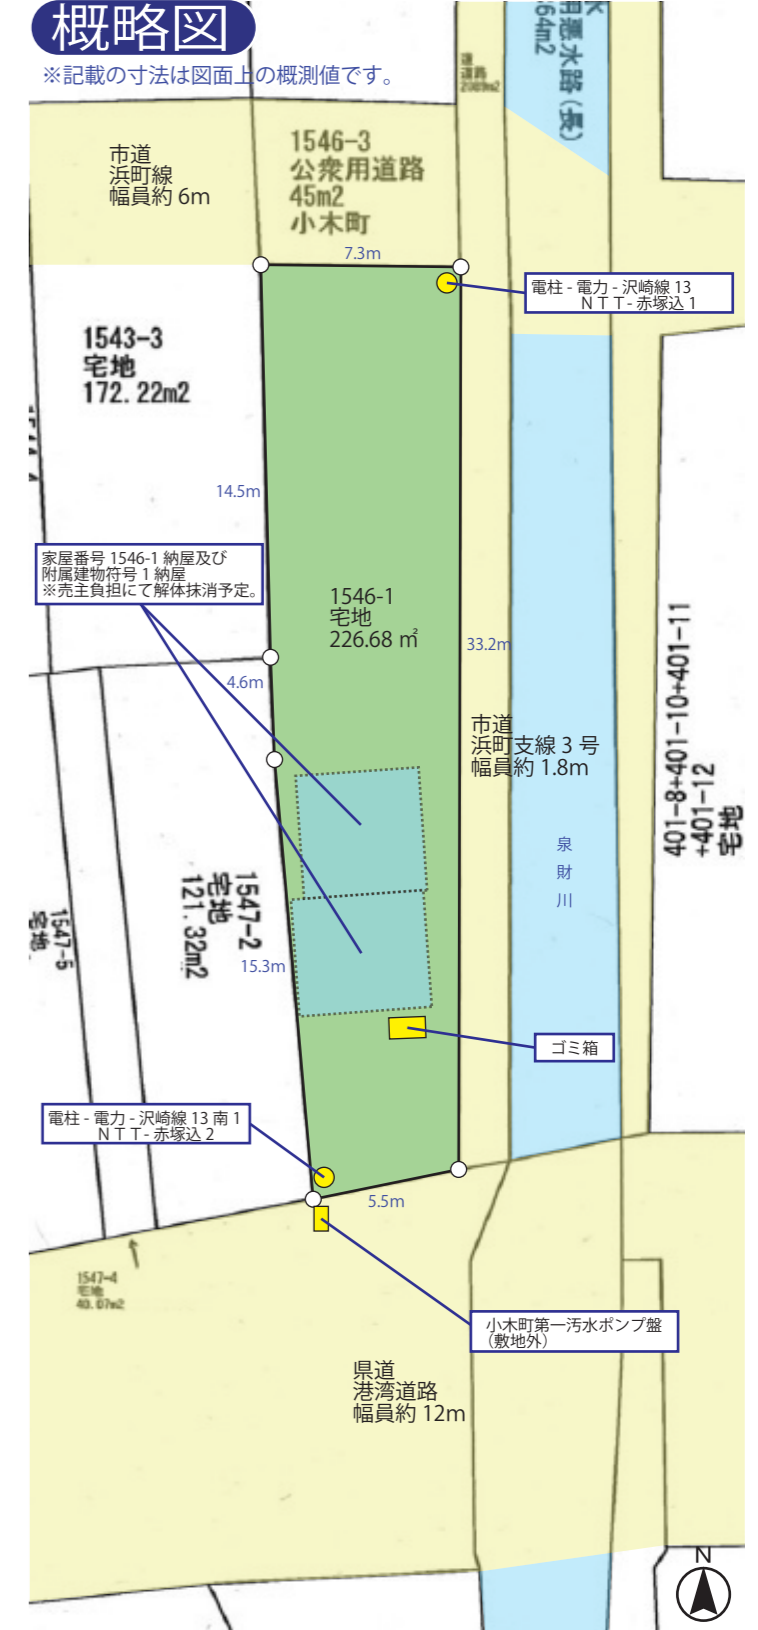 概略図
※記載の寸法は図面上の概測値です。
用悪水路(長)
64m2
道路
市道
浜町線
幅員約 6m
1546-3
公衆用道路
45m2
小木町
7.3m
電柱 - 電力 - 沢崎線 13
ＮＴＴ- 赤塚込 1
1543-3
宅地
172.22m2
14.5m
家屋番号 1546-1 納屋及び
附属建物符号 1 納屋
※売主負担にて解体抹消予定。
1546-1
宅地
226.68 ㎡
33.2m
4.6m
市道
浜町支線 3 号
幅員約 1.8m
401-8+401-10+401-11
+401-12
宅地
泉財川
1547-2
宅地
121.32m2
1547-5
宅地
15.3m
ゴミ箱
電柱 - 電力 - 沢崎線 13 南 1
ＮＴＴ- 赤塚込 2
5.5m
1547-4
宅地
40.07m2
小木町第一汚水ポンプ盤
（敷地外）
県道
港湾道路
幅員約 12m
N